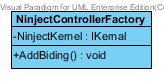 Visual Paradigm for UML Enterprise Edition(C
NinjectControllerFactory
-NinjectKernel : IKernal
+AddBiding() : void